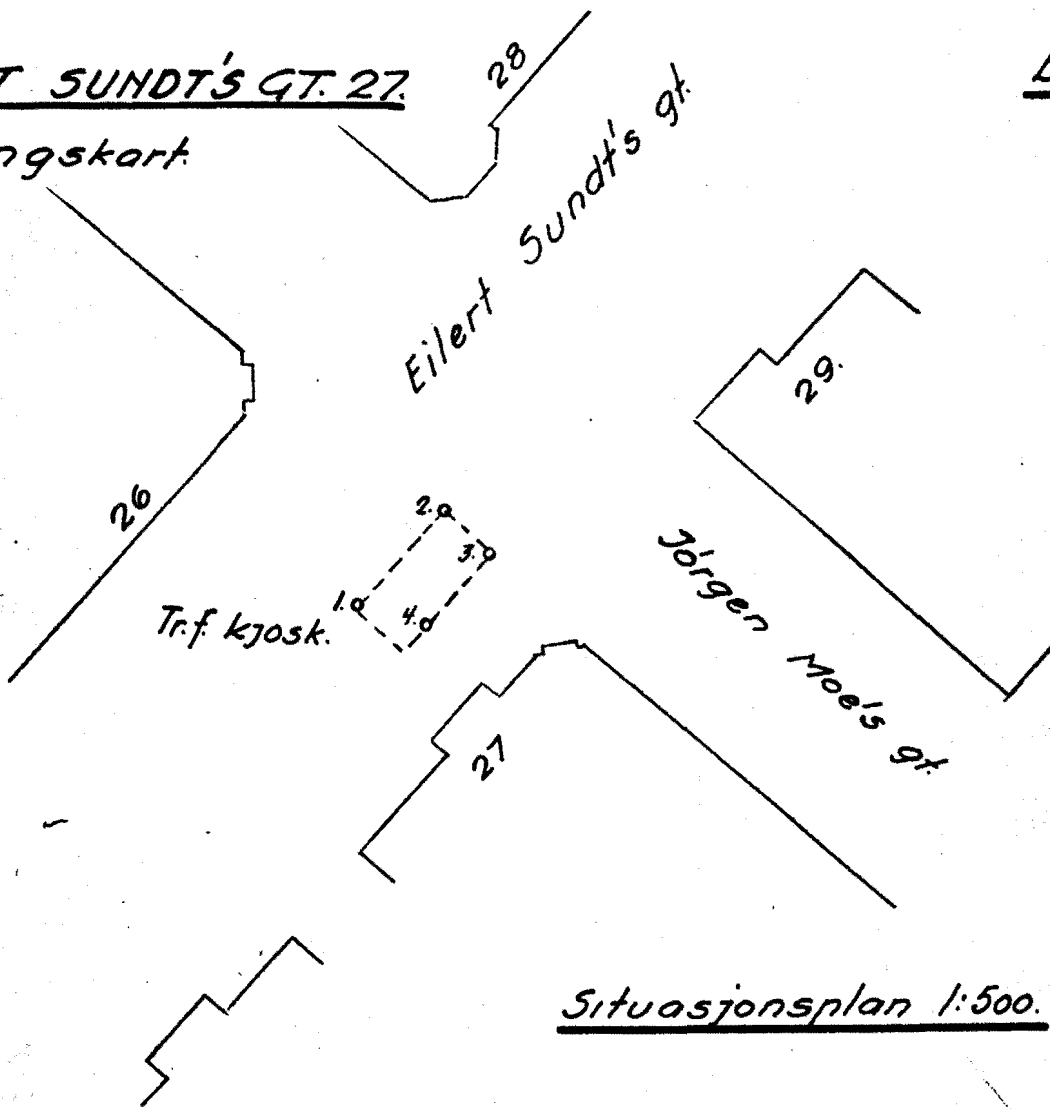 T SUNDT'S GT. 27.
ngskart.
28
Eilert Sundt's gt.
29.
26
2.
3.
1.
4.
Tr.f. kjosk.
Jörgen Moe's gt.
27
Situasjonsplan 1:500.